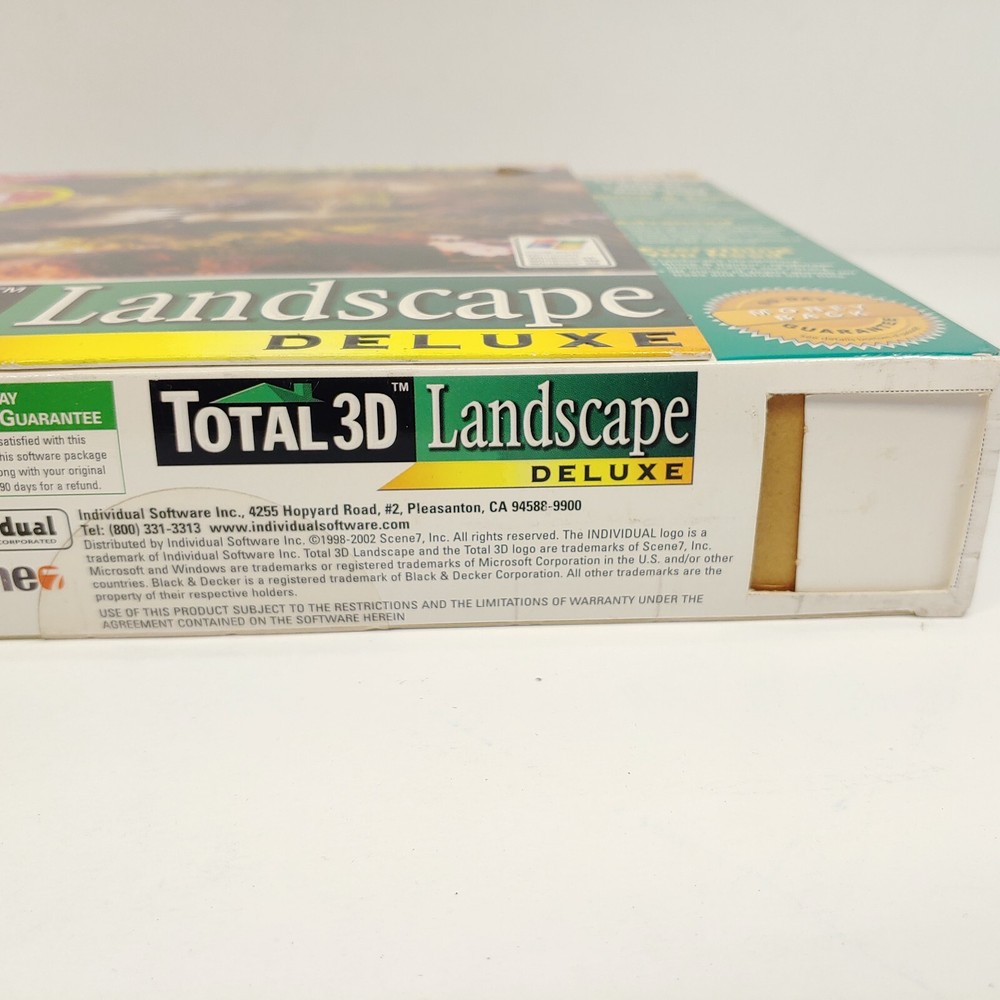 ™ Landscape
DELUXE
MONEY
BACK
GUARANTEE
AY
GUARANTEE
satisfied with this
his software package
ong with your original
90 days for a refund.
TOTAL 3D™ Landscape
DELUXE
dual
CORPORATED
ne7
Individual Software Inc., 4255 Hopyard Road, #2, Pleasanton, CA 94588-9900
Tel: (800) 331-3313 www.individualsoftware.com
Distributed by Individual Software Inc. ©1998-2002 Scene7, Inc. All rights reserved. The INDIVIDUAL logo is a
trademark of Individual Software Inc. Total 3D Landscape and the Total 3D logo are trademarks of Scene7, Inc.
Microsoft and Windows are trademarks or registered trademarks of Microsoft Corporation in the U.S. and/or other
countries. Black & Decker is a registered trademark of Black & Decker Corporation. All other trademarks are the
property of their respective holders.
USE OF THIS PRODUCT SUBJECT TO THE RESTRICTIONS AND THE LIMITATIONS OF WARRANTY UNDER THE
AGREEMENT CONTAINED ON THE SOFTWARE HEREIN